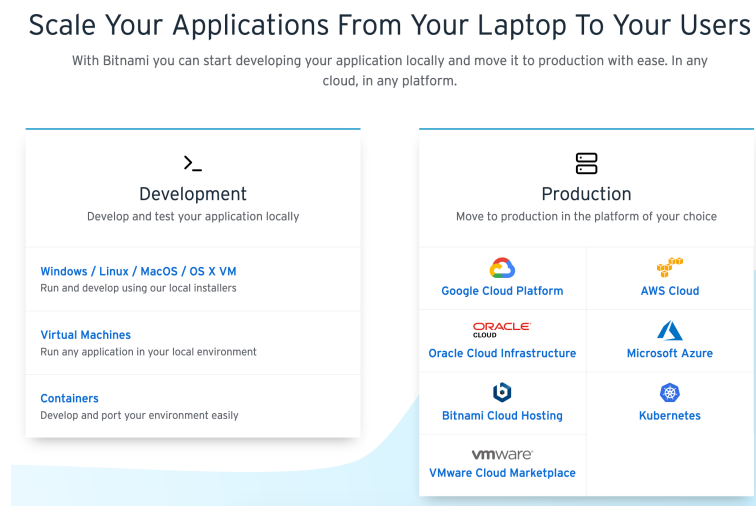 Scale Your Applications From Your Laptop To Your Users
With Bitnami you can start developing your application locally and move it to production with ease. In any
cloud, in any platform.
Development
Develop and test your application locally
Windows / Linux / MacOS / OS X VM
Run and develop using our local installers
Virtual Machines
Run any application in your local environment
Containers
Develop and port your environment easily
Production
Move to production in the platform of your choice
Google Cloud Platform
AWS Cloud
ORACLE
CLOUD
Oracle Cloud Infrastructure
Microsoft Azure
Bitnami Cloud Hosting
Kubernetes
vmware
VMware Cloud Marketplace